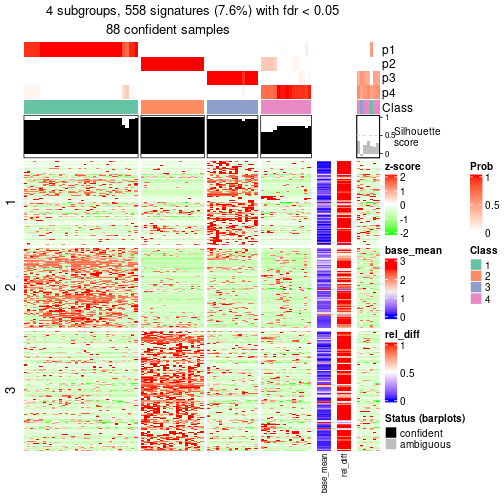 4 subgroups, 558 signatures (7.6%) with fdr < 0.05
88 confident samples
p1
p2
p3
p4
Class
1
0.5
0
Silhouette
score
1
2
3
base_mean
rel_diff
z-score
2
1
0
-1
-2
base_mean
3
2
1
0
rel_diff
1
0.5
0
Status (barplots)
confident
ambiguous
Prob
1
0.5
0
Class
1
2
3
4